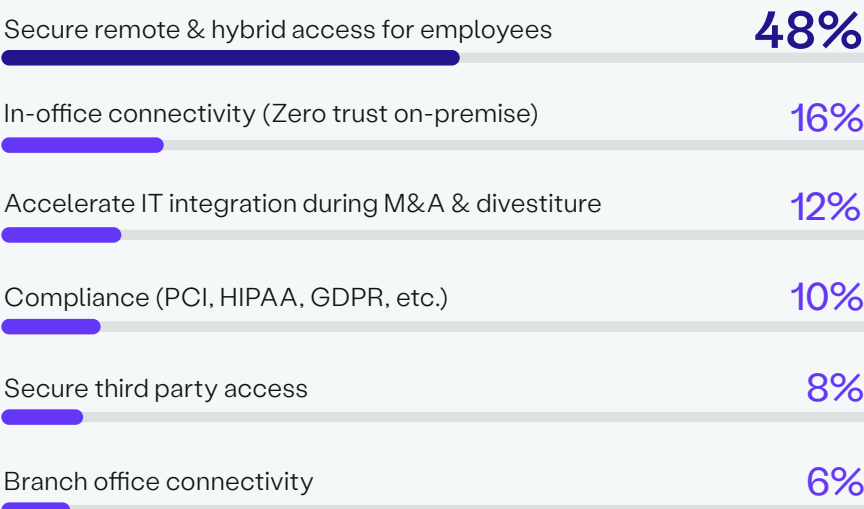 Secure remote & hybrid access for employees 48%
In-office connectivity (Zero trust on-premise) 16%
Accelerate IT integration during M&A & divestiture 12%
Compliance (PCI, HIPAA, GDPR, etc.) 10%
Secure third party access 8%
Branch office connectivity 6%